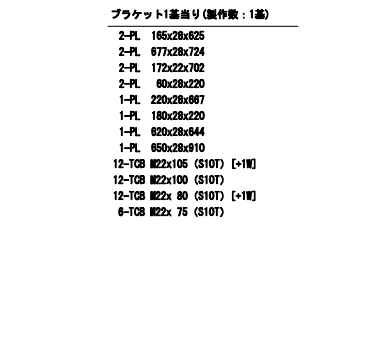 ブラケット1基当り(製作数：1基)
2-PL 165x28x625
2-PL 677x28x724
2-PL 172x22x702
2-PL 60x28x220
1-PL 220x28x667
1-PL 180x28x220
1-PL 620x28x644
1-PL 650x28x910
12-TCB M22x105 (S10T) [+1W]
12-TCB M22x100 (S10T)
12-TCB M22x 80 (S10T) [+1W]
6-TCB M22x 75 (S10T)